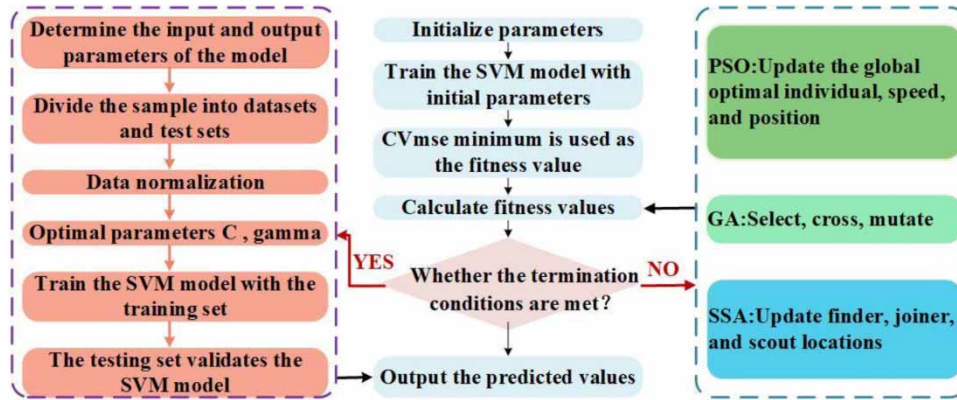 Determine the input and output
parameters of the model
Divide the sample into datasets
and test sets
Data normalization
Optimal parameters C , gamma
Train the SVM model with the
training set
The testing set validates the
SVM model
Initialize parameters
Train the SVM model with
initial parameters
CVmse minimum is used as
the fitness value
Calculate fitness values
YES
Whether the termination
conditions are met?
NO
Output the predicted values
PSO:Update the global
optimal individual, speed,
and position
GA:Select, cross, mutate
SSA:Update finder, joiner,
and scout locations